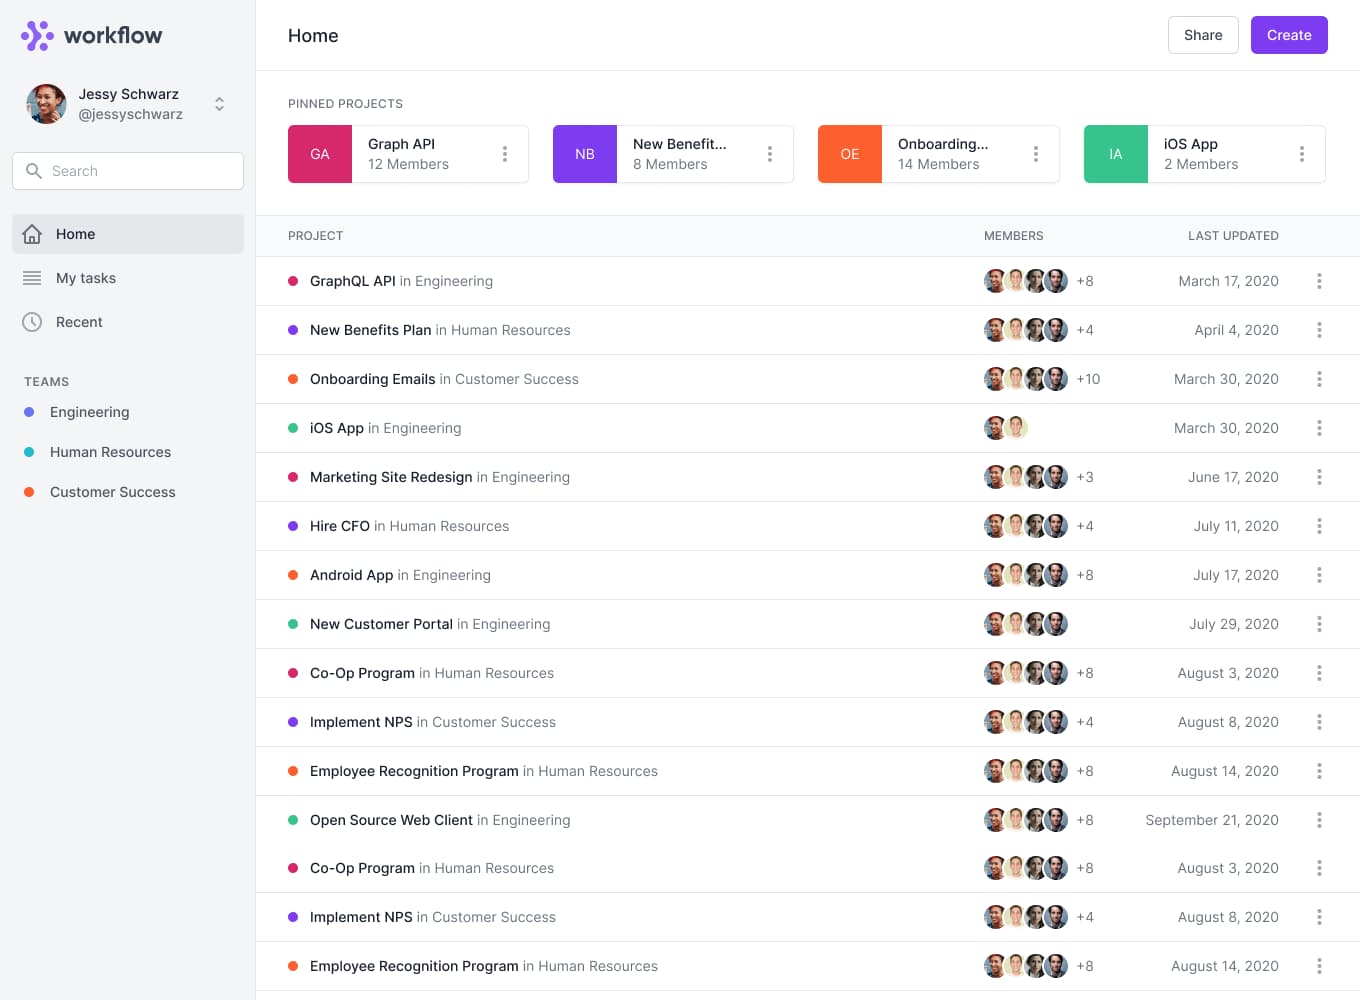 workflow
Jessy Schwarz
@jessyschwarz
Search
Home
My tasks
Recent
TEAMS
Engineering
Human Resources
Customer Success
Home
Share
Create
PINNED PROJECTS
GA
Graph API
12 Members
NB
New Benefit...
8 Members
OE
Onboarding...
14 Members
IA
iOS App
2 Members
PROJECT MEMBERS LAST UPDATED
GraphQL API in Engineering +8 March 17, 2020
New Benefits Plan in Human Resources +4 April 4, 2020
Onboarding Emails in Customer Success +10 March 30, 2020
iOS App in Engineering March 30, 2020
Marketing Site Redesign in Engineering +3 June 17, 2020
Hire CFO in Human Resources +4 July 11, 2020
Android App in Engineering +8 July 17, 2020
New Customer Portal in Engineering July 29, 2020
Co-Op Program in Human Resources +8 August 3, 2020
Implement NPS in Customer Success +4 August 8, 2020
Employee Recognition Program in Human Resources +8 August 14, 2020
Open Source Web Client in Engineering +8 September 21, 2020
Co-Op Program in Human Resources +8 August 3, 2020
Implement NPS in Customer Success +4 August 8, 2020
Employee Recognition Program in Human Resources +8 August 14, 2020